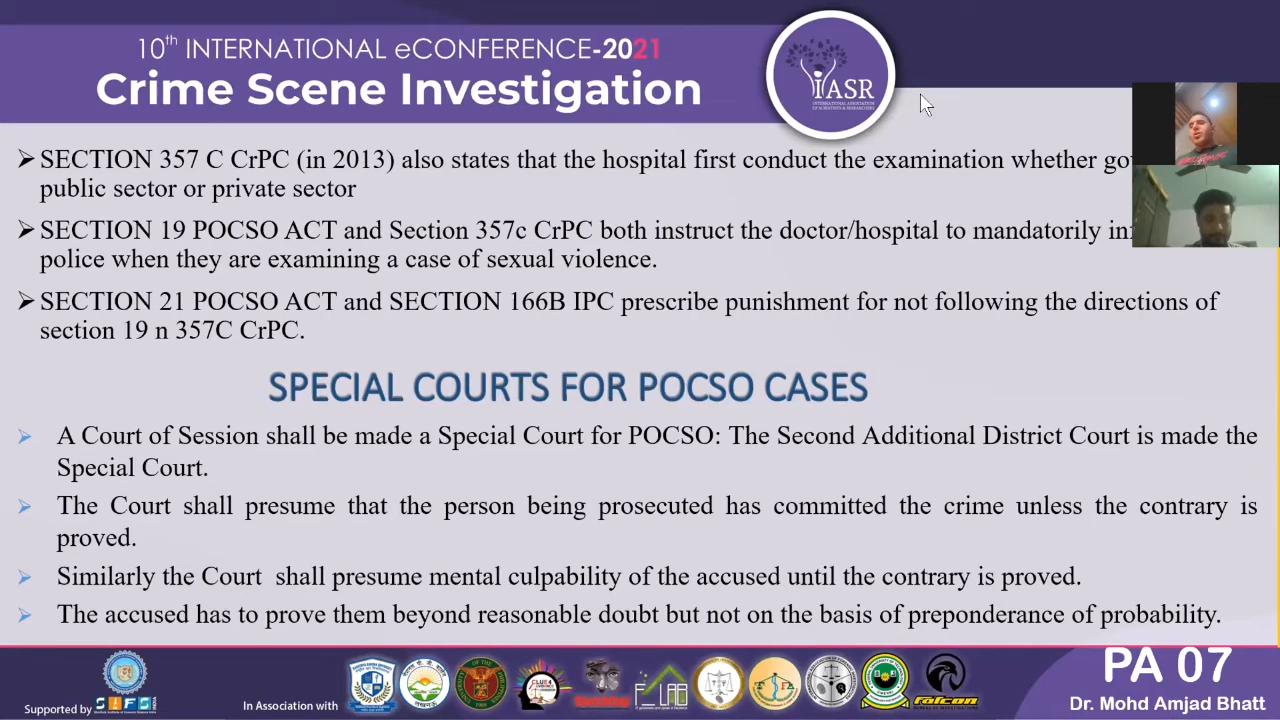 10th INTERNATIONAL eCONFERENCE-2021
Crime Scene Investigation
iASR
INTERNATIONAL ASSOCIATION
OF SCIENTISTS & RESEARCHERS
SECTION 357 C CrPC (in 2013) also states that the hospital first conduct the examination whether
public sector or private sector
SECTION 19 POCSO ACT and Section 357c CrPC both instruct the doctor/hospital to mandatorily
police when they are examining a case of sexual violence.
SECTION 21 POCSO ACT and SECTION 166B IPC prescribe punishment for not following the directions of
section 19 n 357C CrPC.
SPECIAL COURTS FOR POCSO CASES
A Court of Session shall be made a Special Court for POCSO: The Second Additional District Court is made the
Special Court.
The Court shall presume that the person being prosecuted has committed the crime unless the contrary is
proved.
Similarly the Court shall presume mental culpability of the accused until the contrary is proved.
The accused has to prove them beyond reasonable doubt but not on the basis of preponderance of probability.
Supported by SIFS
In Association with
FALCON
PA 07
Dr. Mohd Amjad Bhatt